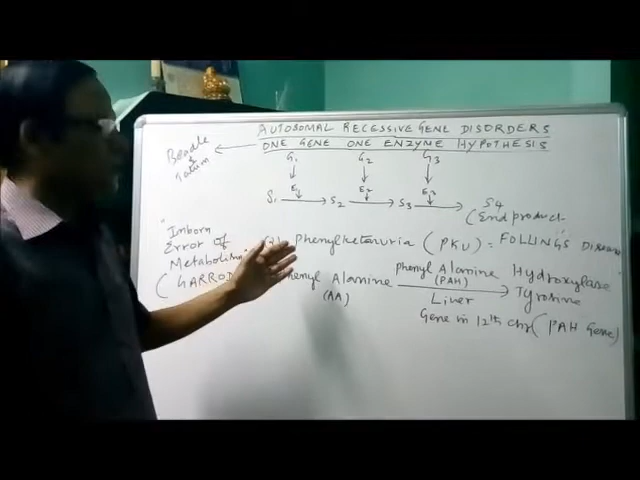 AUTOSOMAL RECESSIVE GENE DISORDERS
ONE GENE ONE ENZYME HYPOTHESIS
Beadle
&
Tatum
G1 G2 G3
E1 E2 E3
S1 S2 S3 S4
(End product
"Inborn
Error of
Metabolism"
(GARROD
Phenylketonuria (PKU) = FOLLINGS Disease
Phenyl Alanine
(AA)
Phenyl Alanine Hydroxylase
(PAH)
Liver
Tyrosine
Gene in 12th chr (PAH Gene)